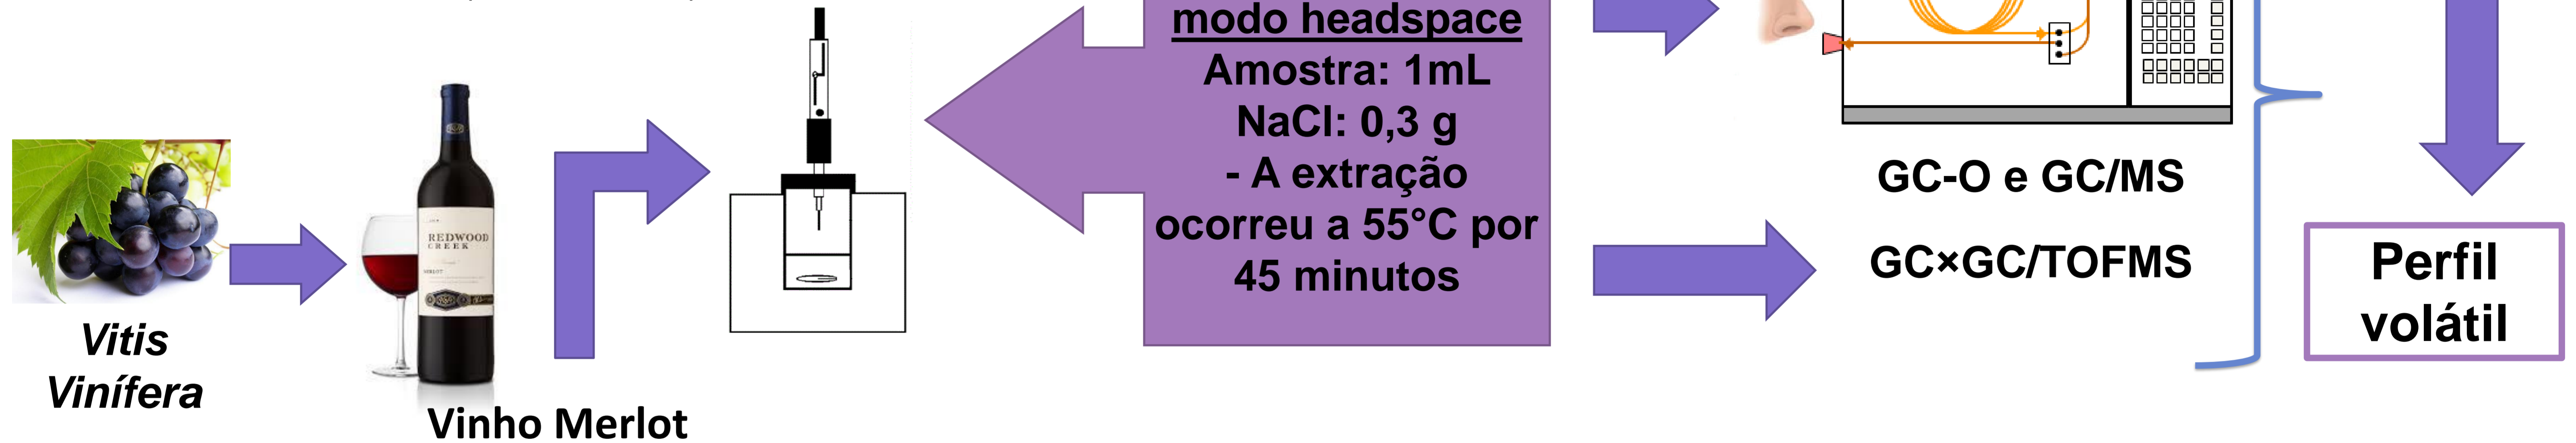 modo headspace
Amostra: 1mL
NaCl: 0,3 g
- A extração
ocorreu a 55°C por
45 minutos
GC-O e GC/MS
GC×GC/TOFMS
Perfil
volátil
REDWOOD
CREEK
MERLOT
Vitis
Vinífera
Vinho Merlot